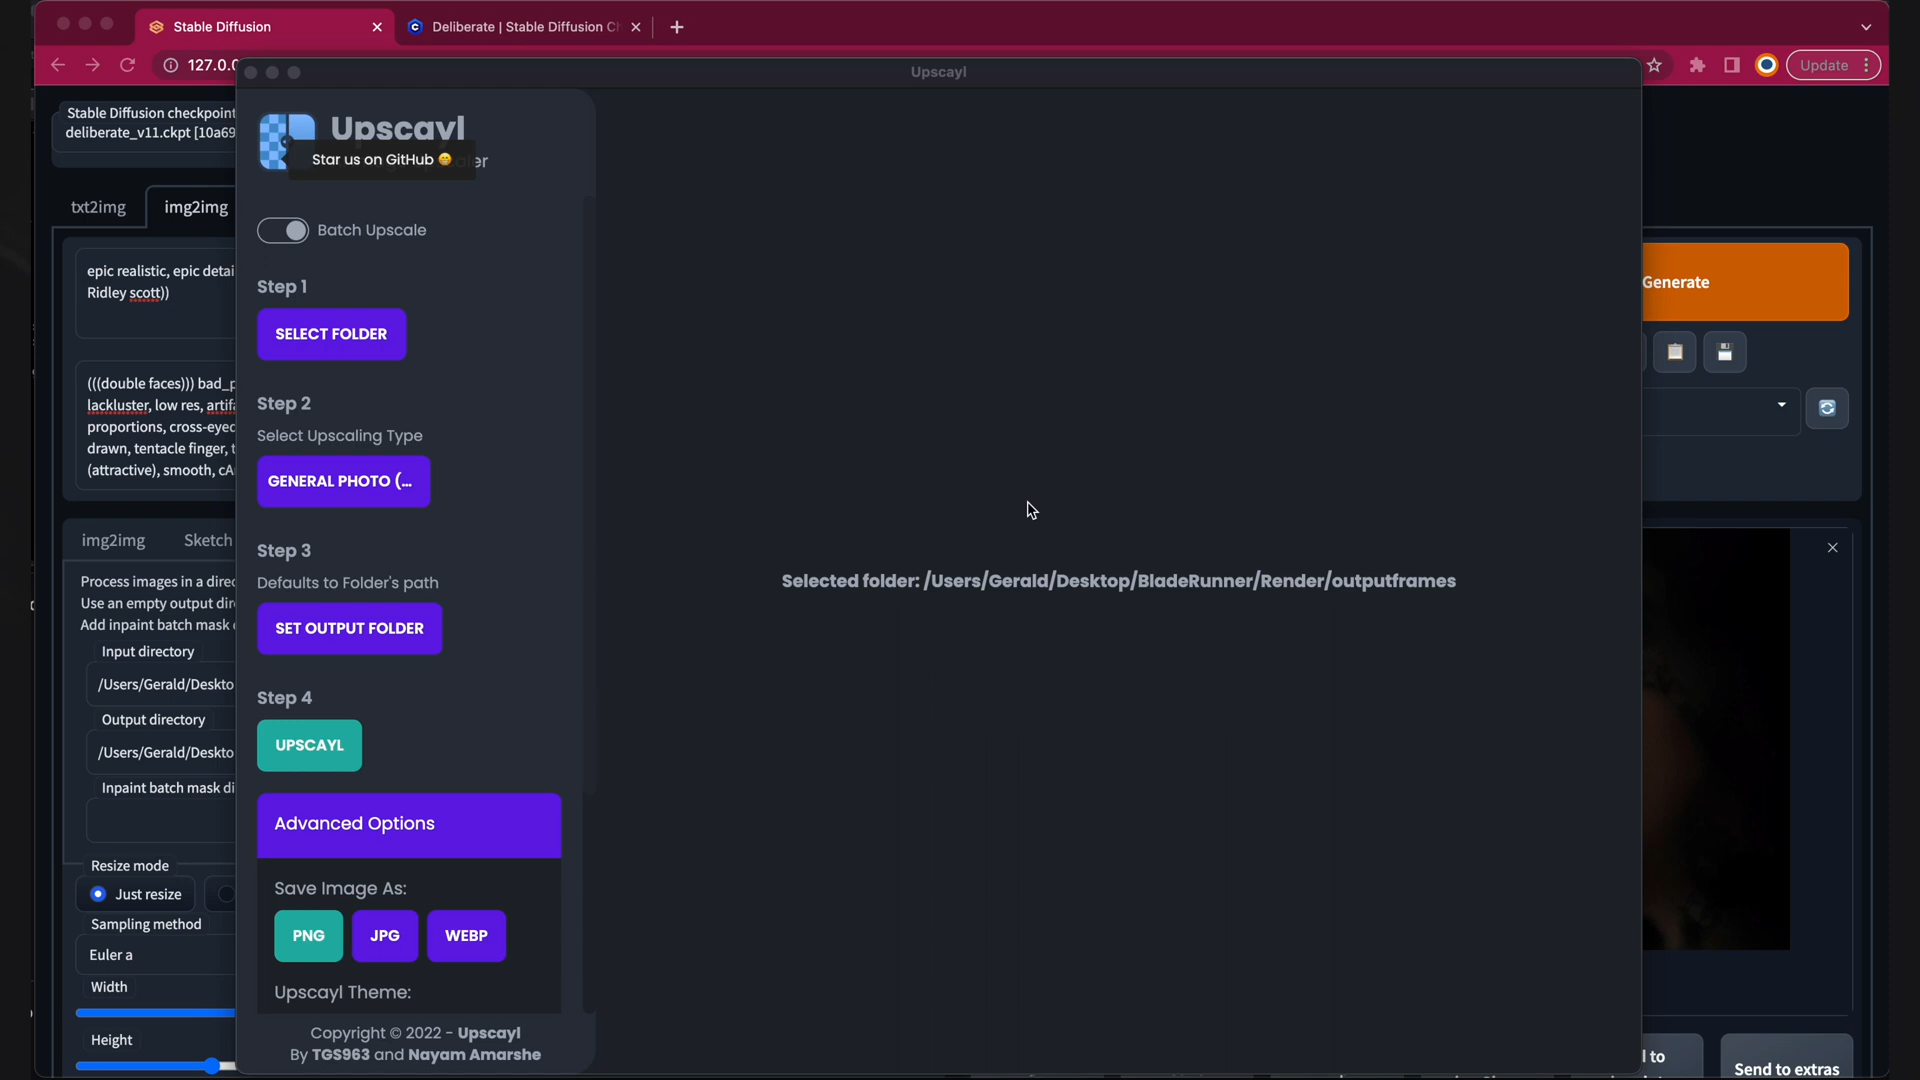 Stable Diffusion
Deliberate | Stable Diffusion
127.0.0
Update
Upscayl
Stable Diffusion checkpoint
deliberate_v11.ckpt [10a69
Upscayl
Star us on GitHub 😁
txt2img
img2img
Batch Upscale
epic realistic, epic detai
Ridley scott))
Step 1
SELECT FOLDER
Generate
(((double faces))) bad_p
lackluster, low res, artifa
proportions, cross-eyed
drawn, tentacle finger, t
(attractive), smooth, cA
Step 2
Select Upscaling Type
GENERAL PHOTO (...
img2img
Sketch
Step 3
Defaults to Folder's path
SET OUTPUT FOLDER
Selected folder: /Users/Gerald/Desktop/BladeRunner/Render/outputframes
Process images in a direc
Use an empty output dir
Add inpaint batch mask
Input directory
/Users/Gerald/Deskto
Output directory
/Users/Gerald/Deskto
Inpaint batch mask di
Step 4
UPSCAYL
Advanced Options
Save Image As:
PNG
JPG
WEBP
Upscayl Theme:
Resize mode
Just resize
Sampling method
Euler a
Width
Height
Copyright © 2022 - Upscayl
By TGS963 and Nayam Amarshe
l to
Send to extras